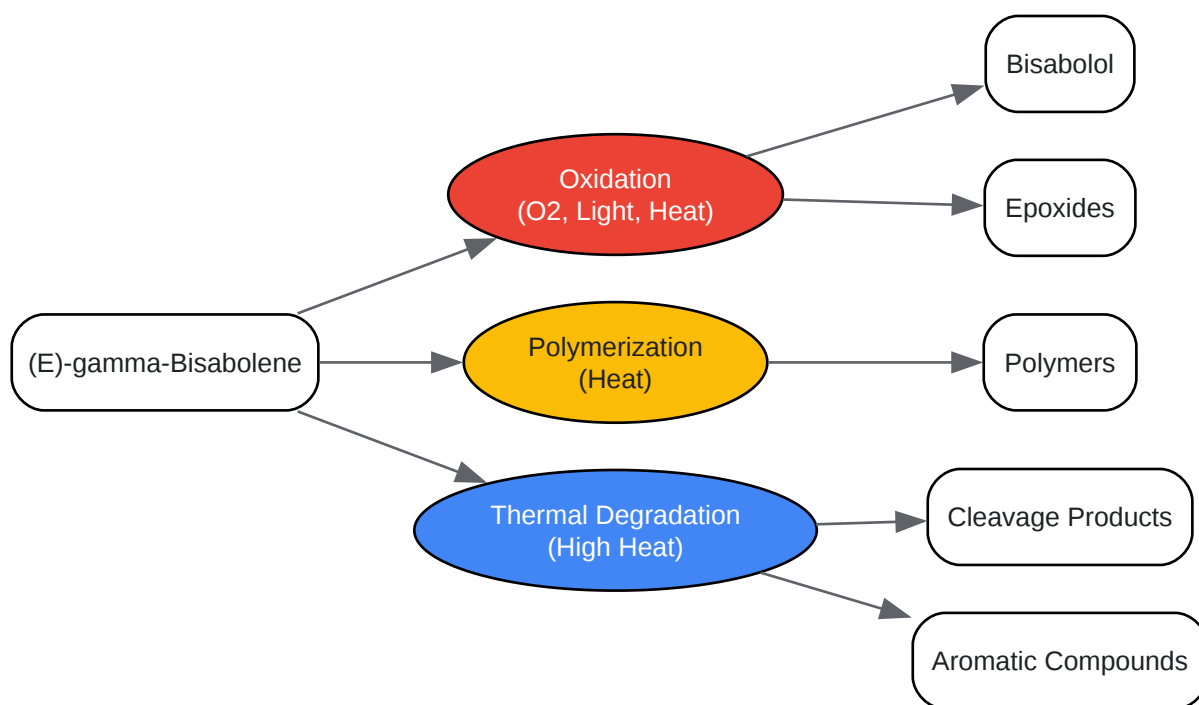 Bisabolol
Oxidation
(O2, Light, Heat)
Epoxides
(E)-gamma-Bisabolene
Polymerization
(Heat)
Polymers
Thermal Degradation
(High Heat)
Cleavage Products
Aromatic Compounds